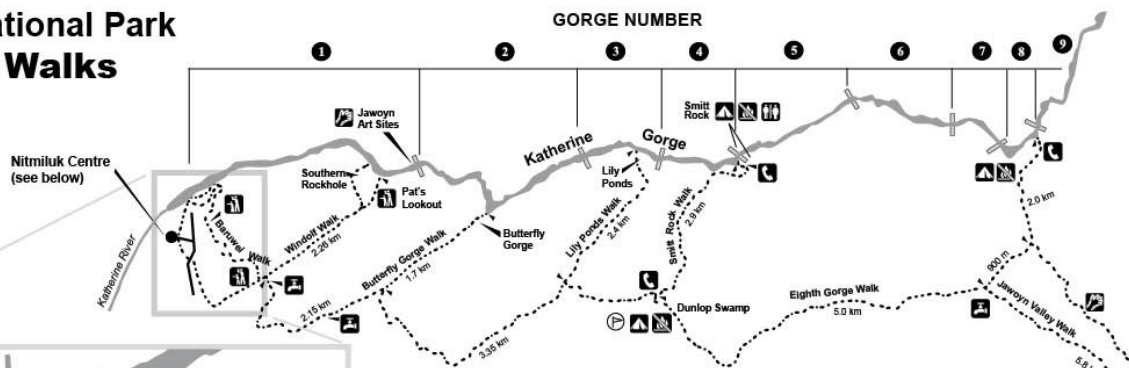 ational Park
Walks
GORGE NUMBER
1
2
3
4
5
6
7
8
9
Jawoyn
Art Sites
Smitt
Rock
Katherine Gorge
Nitmiluk Centre
(see below)
Southern
Rockhole
Pat's
Lookout
Lily
Ponds
Butterfly
Gorge
Katherine River
Baruwei Walk
Windolf Walk
2.26 km
Butterfly Gorge Walk
1.7 km
2.15 km
3.35 km
Lily Ponds Walk
2.4 km
Smitt Rock Walk
2.9 km
Dunlop Swamp
Eighth Gorge Walk
5.0 km
2.0 km
900 m
Jawoyn Valley Walk